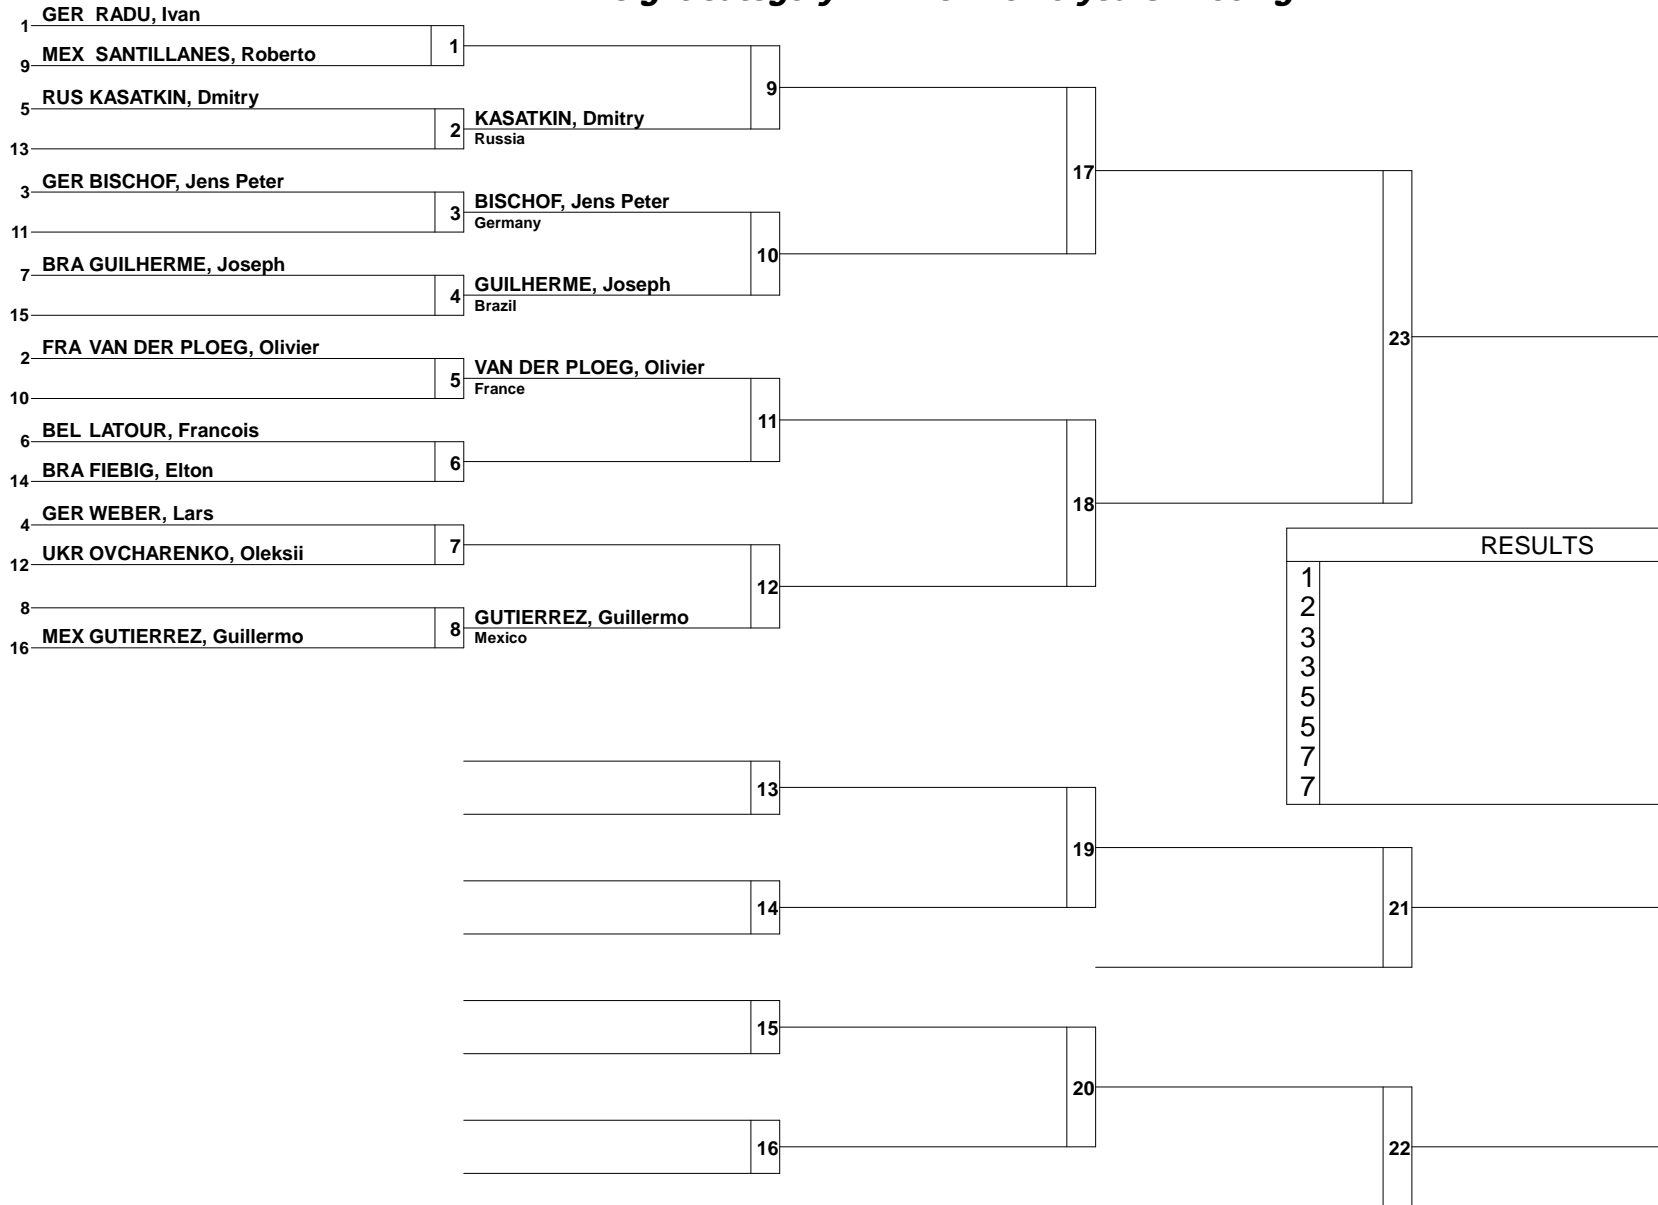 GER RADU, Ivan
1
MEX SANTILLANES, Roberto
9
1
RUS KASATKIN, Dmitry
5
13
2
KASATKIN, Dmitry
Russia
9
GER BISCHOF, Jens Peter
3
11
3
BISCHOF, Jens Peter
Germany
BRA GUILHERME, Joseph
7
15
4
GUILHERME, Joseph
Brazil
10
17
FRA VAN DER PLOEG, Olivier
2
10
5
VAN DER PLOEG, Olivier
France
BEL LATOUR, Francois
6
BRA FIEBIG, Elton
14
6
11
GER WEBER, Lars
4
UKR OVCHARENKO, Oleksii
12
7
8
MEX GUTIERREZ, Guillermo
16
8
GUTIERREZ, Guillermo
Mexico
12
18
23
RESULTS
1
2
3
3
5
5
7
7
13
14
19
21
15
16
20
22